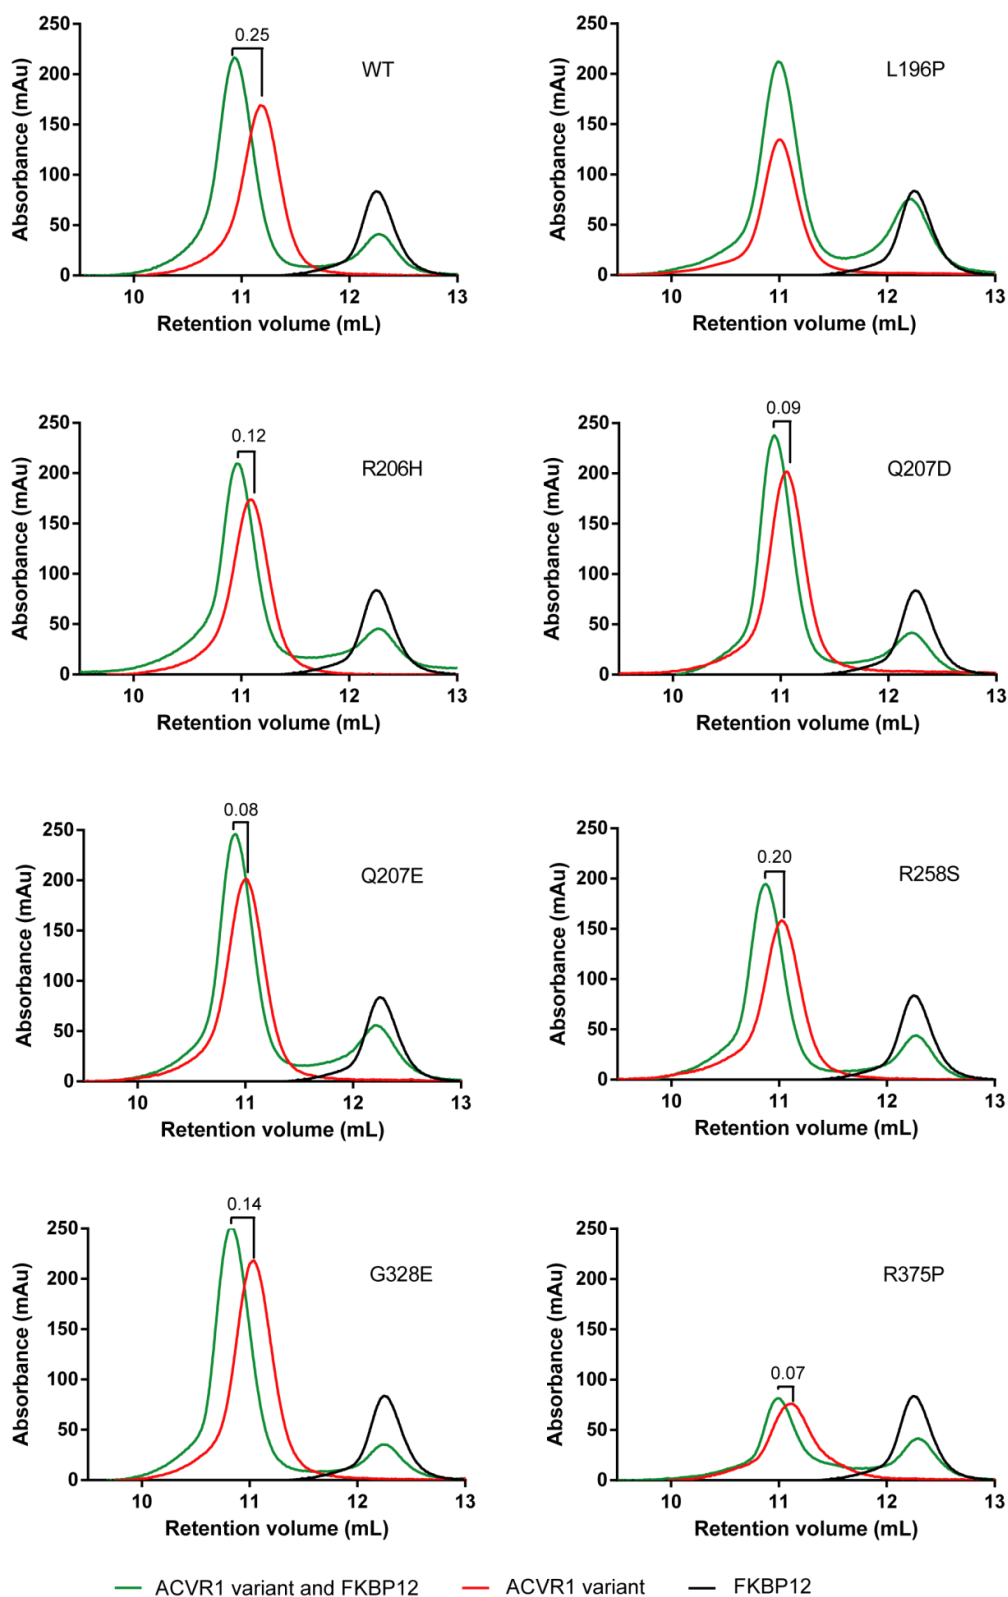 250
0.25
WT
200
150
100
50
0
Absorbance (mAu)
10 11 12 13
Retention volume (mL)
250
L196P
200
150
100
50
0
Absorbance (mAu)
10 11 12 13
Retention volume (mL)
250
0.12
R206H
200
150
100
50
0
Absorbance (mAu)
10 11 12 13
Retention volume (mL)
0.09
250
Q207D
200
150
100
50
0
Absorbance (mAu)
10 11 12 13
Retention volume (mL)
0.08
250
Q207E
200
150
100
50
0
Absorbance (mAu)
10 11 12 13
Retention volume (mL)
250
0.20
R258S
200
150
100
50
0
Absorbance (mAu)
10 11 12 13
Retention volume (mL)
0.14
250
G328E
200
150
100
50
0
Absorbance (mAu)
10 11 12 13
Retention volume (mL)
250
R375P
200
150
100
0.07
50
0
Absorbance (mAu)
10 11 12 13
Retention volume (mL)
ACVR1 variant and FKBP12 ACVR1 variant FKBP12